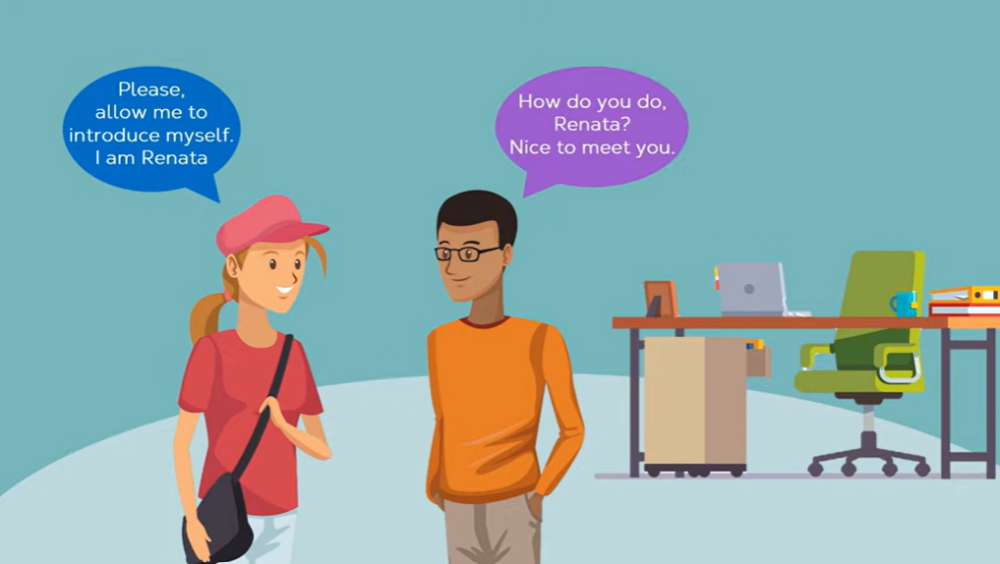 Please,
allow me to
introduce myself.
I am Renata
How do you do,
Renata?
Nice to meet you.